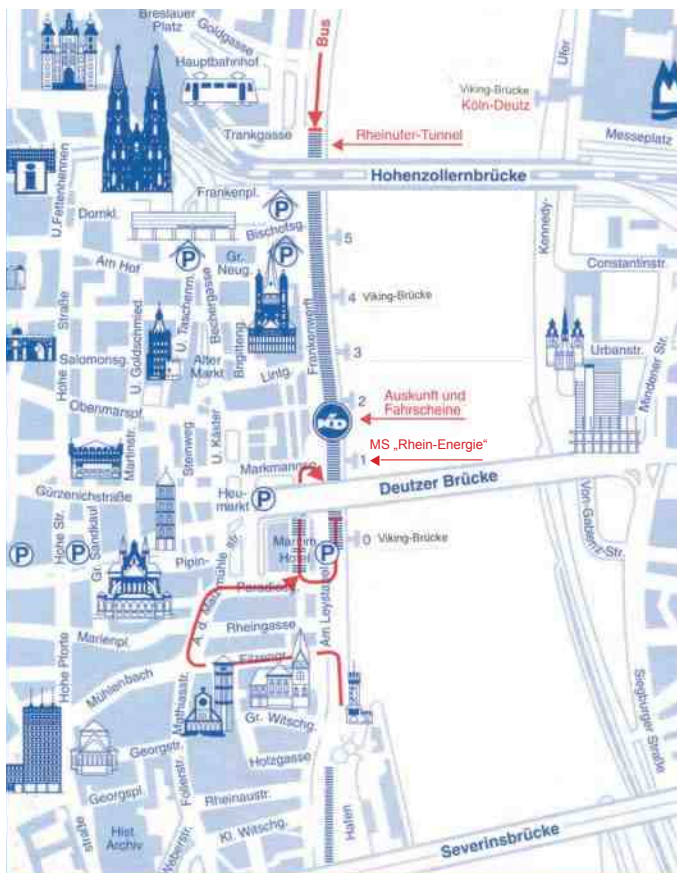 Breslauer
Platz
Goldgasse
Bus
Hauptbahnhof
Ufer
Viking-Brücke
Köln-Deutz
Trankgasse
Rheinufer-Tunnel
Messeplatz
Hohenzollernbrücke
U.Fettenhennen
i
Frankenpl.
P
Domkl.
Bischofsg.
Kennedy-
5
P
P
Am Hof
Gr.
Neug.
Constantinstr.
U. Taschenm.
Bechergasse
4 Viking-Brücke
Frankenwerft
Hohe Straße
U. Goldschmied
Salomonsg.
Alter
Markt
Brigitteng.
3
Urbanstr.
Lintg.
Mindener Str.
Obenmarspf.
2
Auskunft und
Fahrscheine
KD
Martinstr.
Steinweg
U. Käster
MS „Rhein-Energie“
1
Markmann
Deutzer Brücke
Gürzenichstraße
Heu-
markt
P
Hohe Str.
Gr. Sandkaul
0 Viking-Brücke
P
P
Pipin-
str.
Hotel
P
A. d. Malzmühle
Am Leystapel
Rheingasse
Marienpl.
Filzengr.
Hohe Pforte
Mühlenbach
Mathiasstr.
Gr. Witschg.
Siegburger Straße
Georgstr.
Holzgasse
Follerstr.
Georgspl.
Rheinaustr.
Hafen
straße
Hist.
Archiv
Weberstr.
Kl. Witschg.
Severinsbrücke